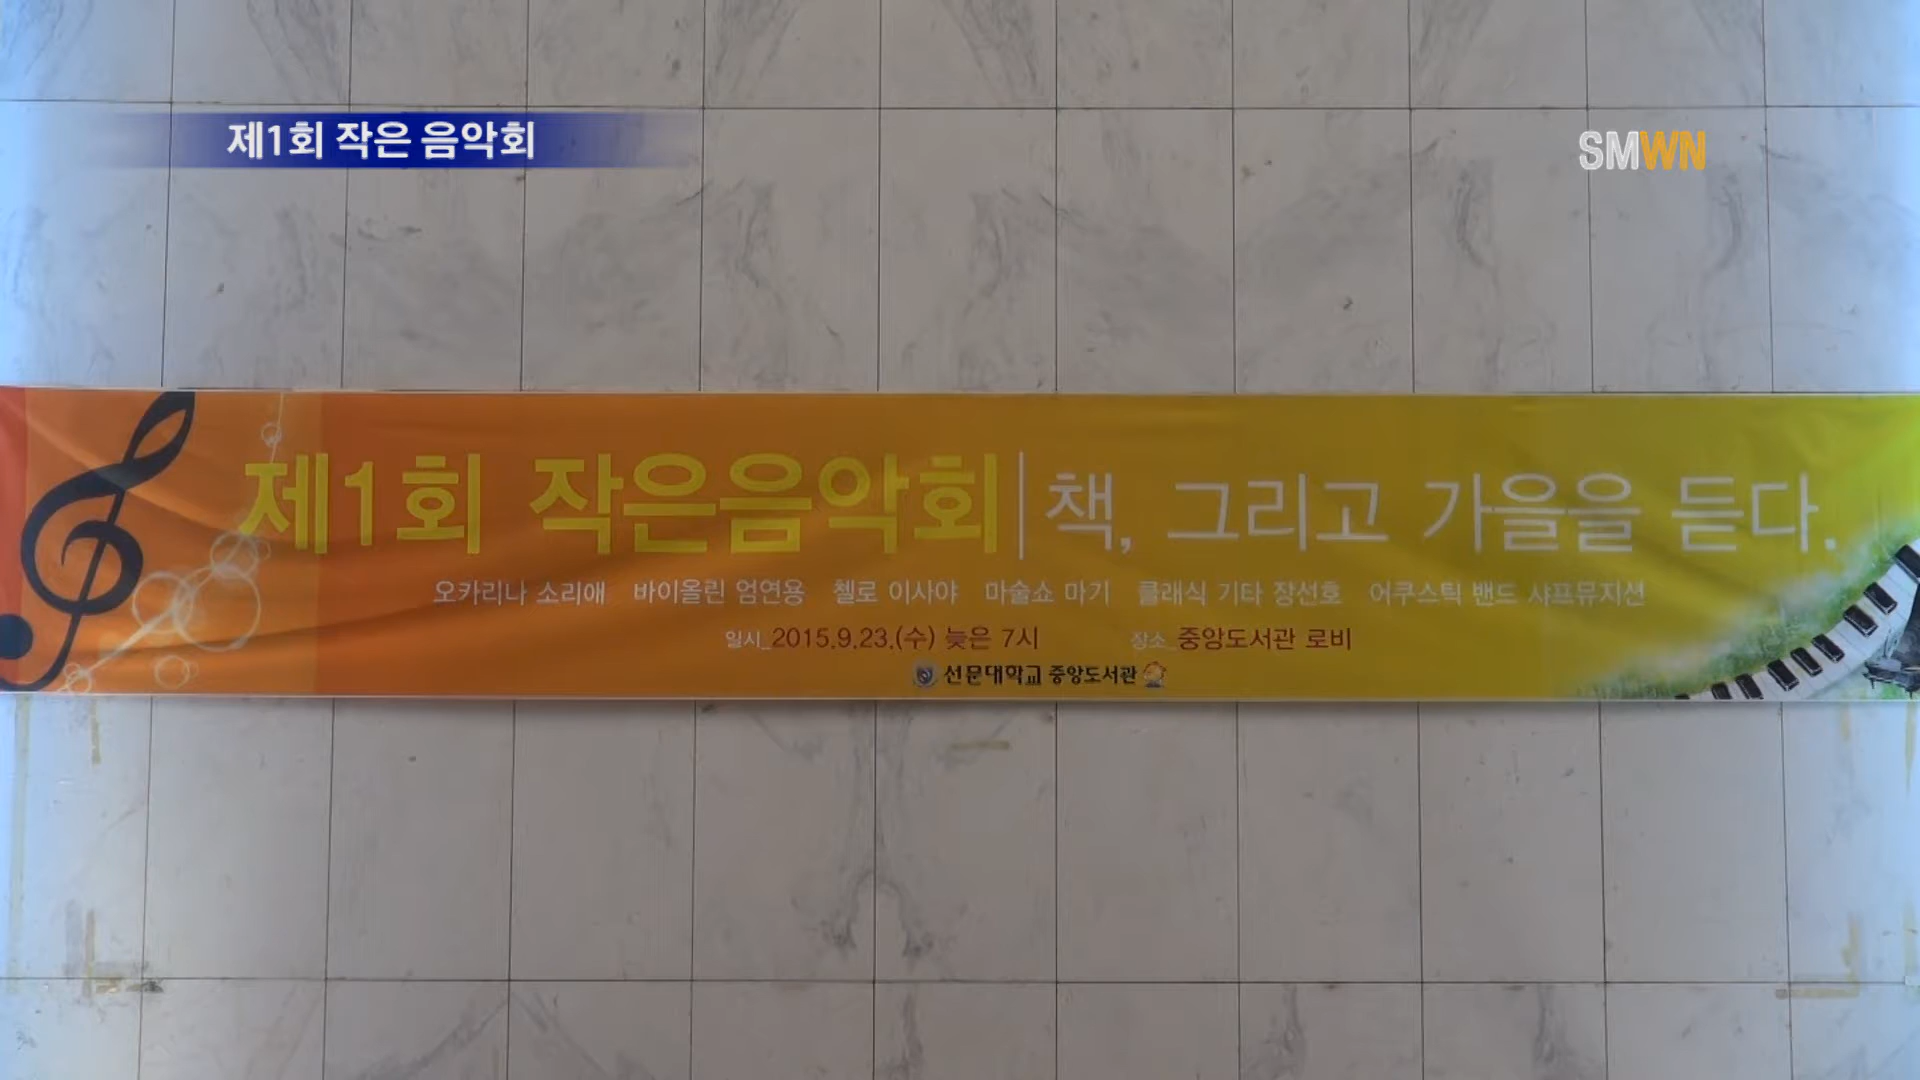 제1회 작은 음악회
SMWN
제1회 작은음악회 | 책, 그리고 가을을 듣다.
오카리나 소리애 바이올린 엄연용 첼로 이사야 마술쇼 마기 클래식 기타 장선호 어쿠스틱 밴드 샤프뮤지션
일시_2015.9.23.(수) 늦은 7시 장소_중앙도서관 로비
선문대학교 중앙도서관